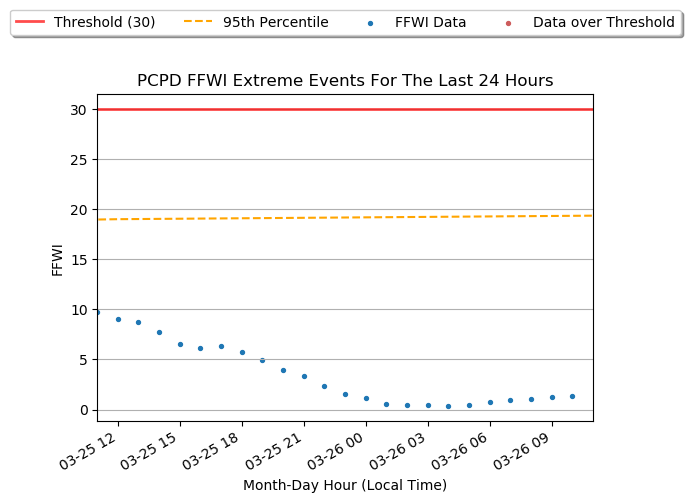 Threshold (30) 95th Percentile FFWI Data Data over Threshold
PCPD FFWI Extreme Events For The Last 24 Hours
30
25
20
15
10
5
0
FFWI
03-25 12 03-25 15 03-25 18 03-25 21 03-26 00 03-26 03 03-26 06 03-26 09
Month-Day Hour (Local Time)